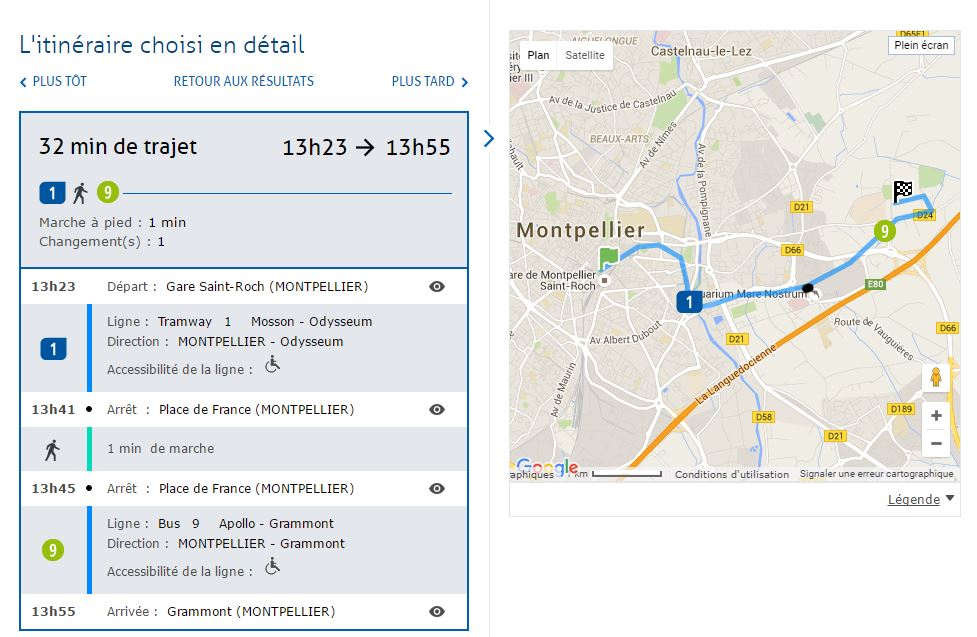 L'itinéraire choisi en détail
PLUS TÔT
RETOUR AUX RÉSULTATS
PLUS TARD
32 min de trajet
13h23 → 13h55
1
9
Marche à pied : 1 min
Changement(s) : 1
13h23 Départ : Gare Saint-Roch (MONTPELLIER)
1
Ligne : Tramway 1 Mosson - Odysseum
Direction : MONTPELLIER - Odysseum
Accessibilité de la ligne :
13h41 • Arrêt : Place de France (MONTPELLIER)
1 min de marche
13h45 • Arrêt : Place de France (MONTPELLIER)
9
Ligne : Bus 9 Apollo - Grammont
Direction : MONTPELLIER - Grammont
Accessibilité de la ligne :
13h55 Arrivée : Grammont (MONTPELLIER)
Plan
Satellite
Plein écran
AIGUELONGUE
D65E1
Castelnau-le-Lez
Av de la Justice de Castelnau
BEAUX-ARTS
Av de Nîmes
Av de la Pompignane
D21
D24
9
Montpellier
D66
are de Montpellier
Saint-Roch
E80
1
uarium Mare Nostrum
Route de Vauguières
D66
Av Albert Dubout
D21
La Languedocienne
Av de Maurin
D189
D58
D21
+
−
Google
aphiques
1 km
Conditions d'utilisation
Signaler une erreur cartographique
Légende